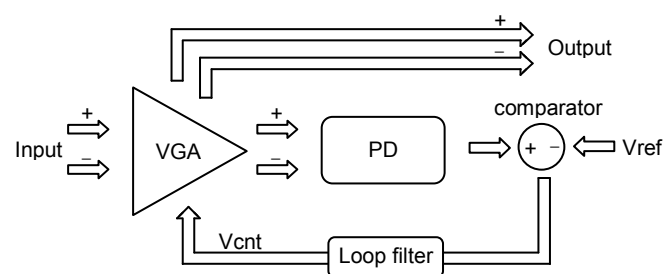 +
−
Output
comparator
+
−
Input
VGA
+
−
PD
+ −
Vref
Vcnt
Loop filter